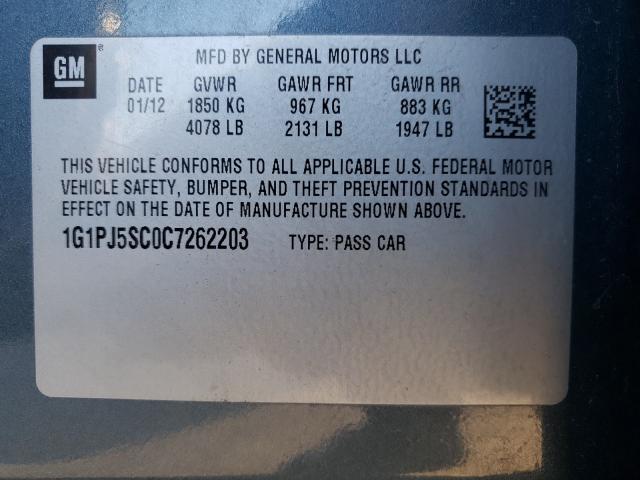 GM ®
MFD BY GENERAL MOTORS LLC
DATE GVWR GAWR FRT GAWR RR
01/12 1850 KG 967 KG 883 KG
4078 LB 2131 LB 1947 LB
THIS VEHICLE CONFORMS TO ALL APPLICABLE U.S. FEDERAL MOTOR
VEHICLE SAFETY, BUMPER, AND THEFT PREVENTION STANDARDS IN
EFFECT ON THE DATE OF MANUFACTURE SHOWN ABOVE.
1G1PJ5SC0C7262203 TYPE: PASS CAR